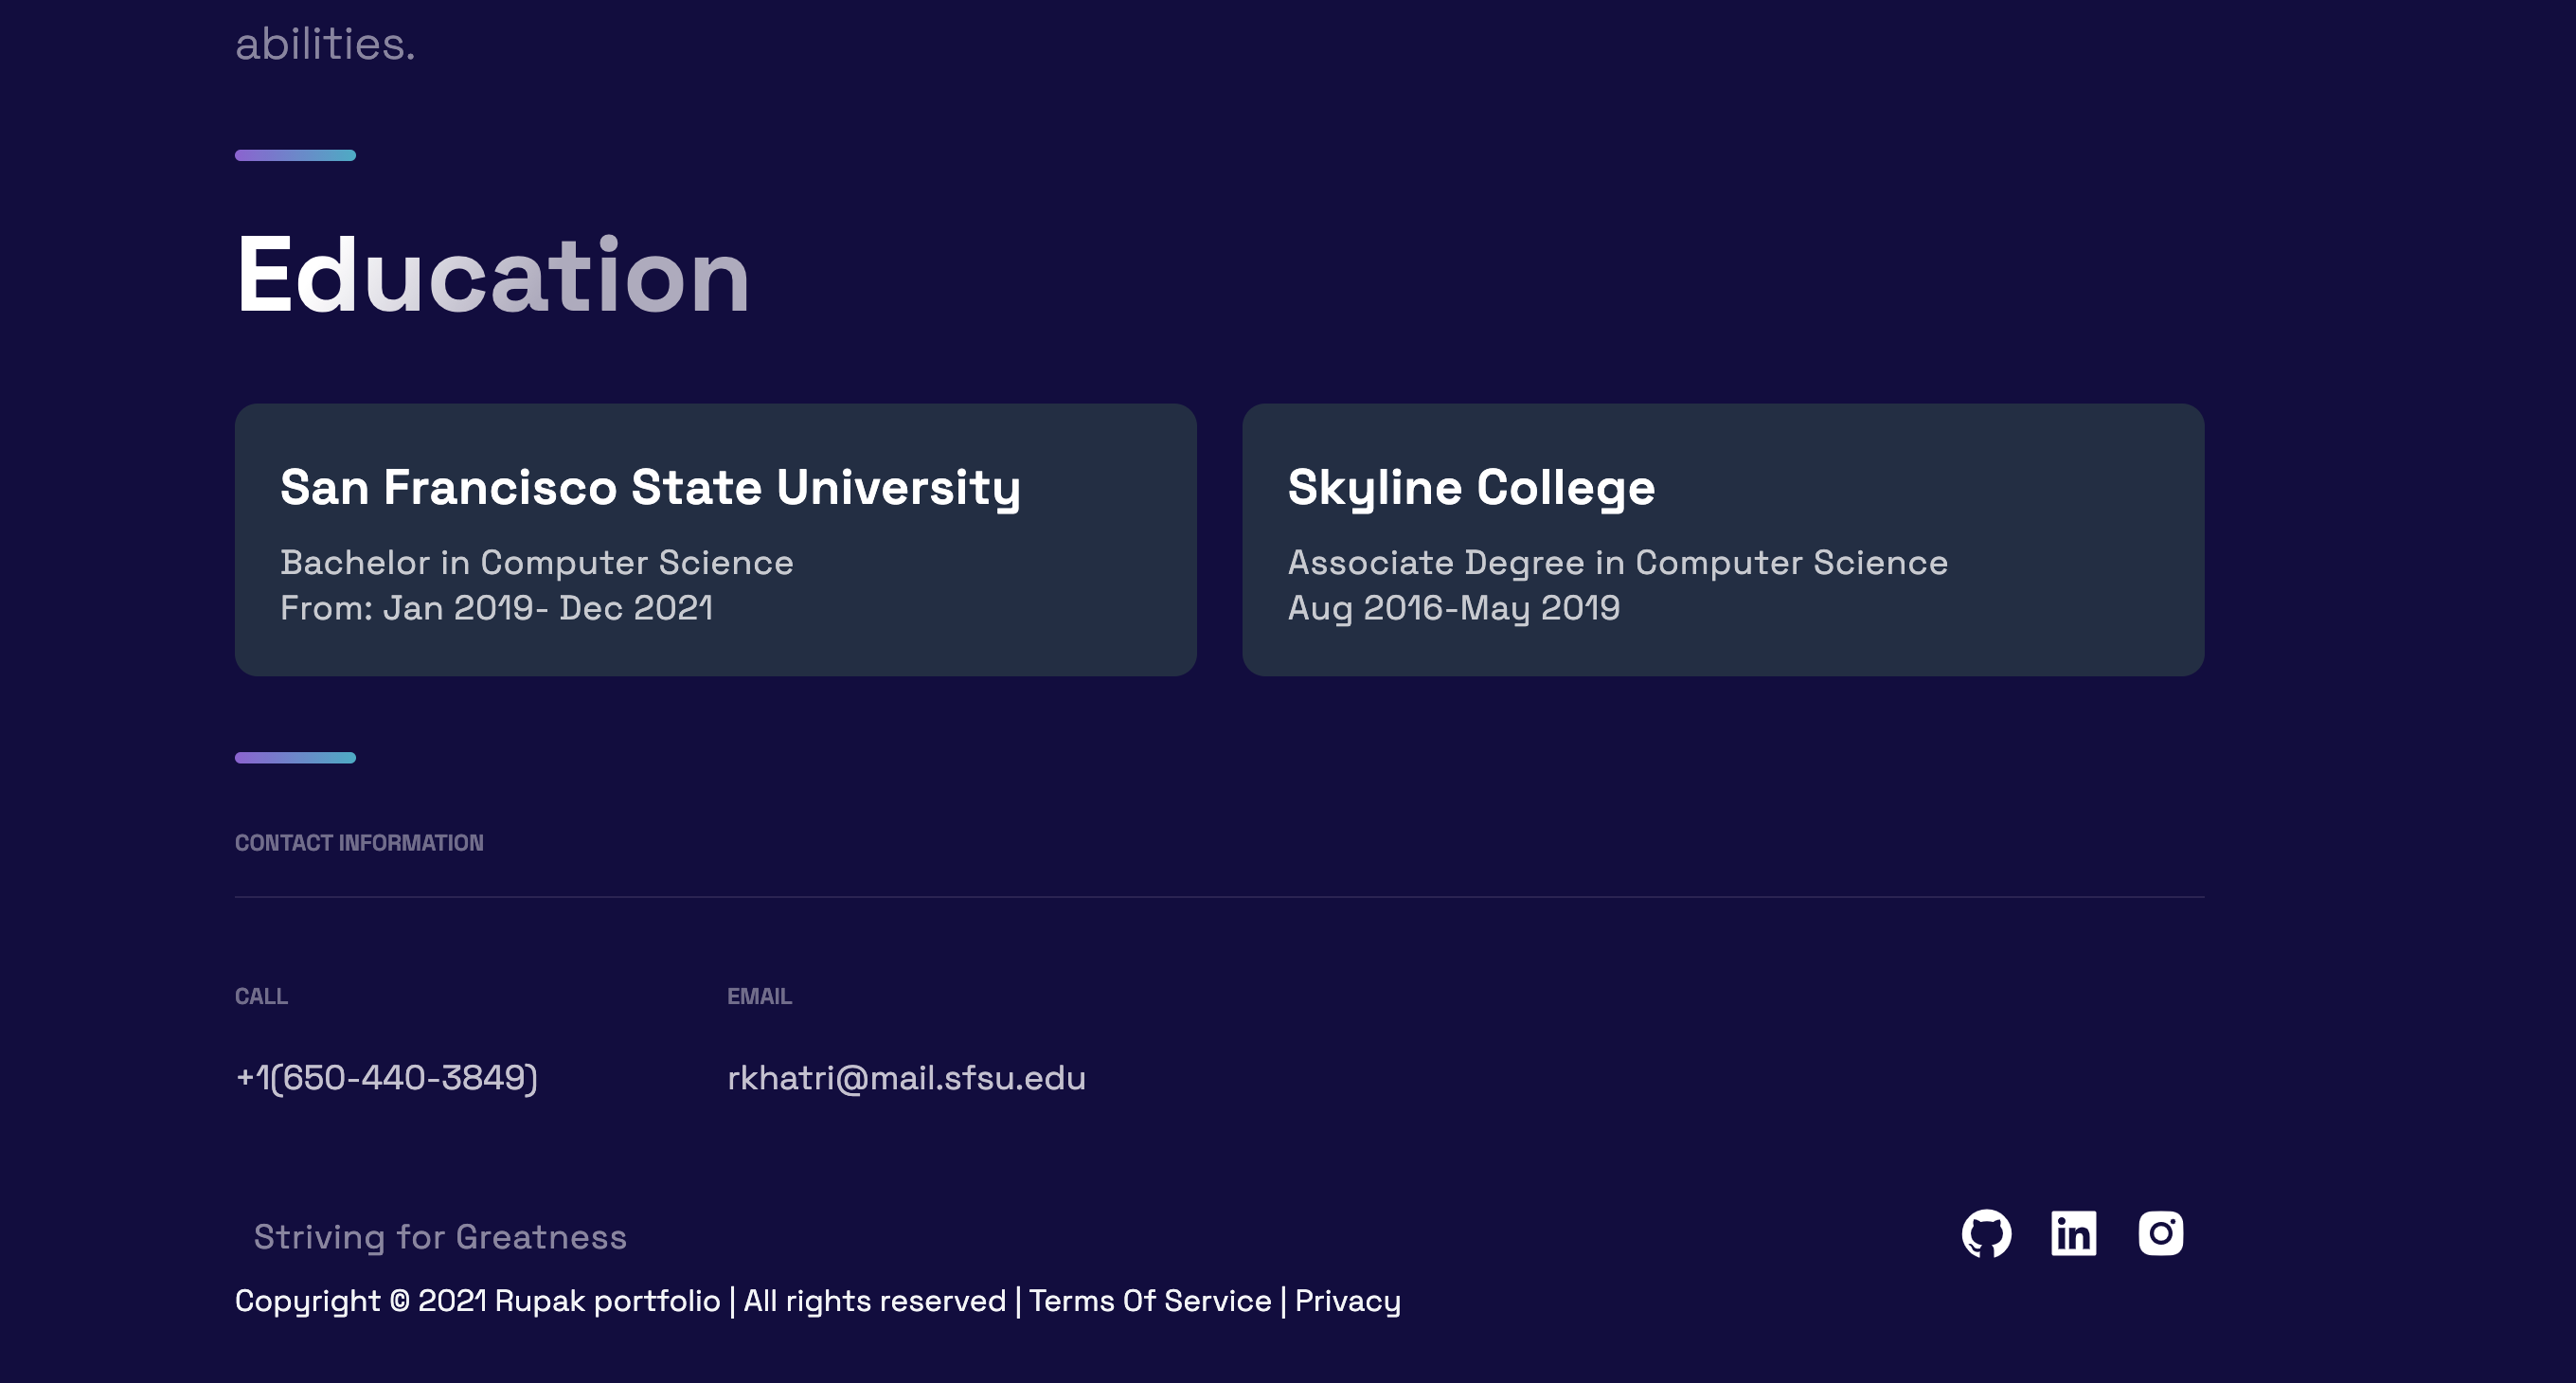 abilities.
Education
San Francisco State University
Bachelor in Computer Science
From: Jan 2019- Dec 2021
Skyline College
Associate Degree in Computer Science
Aug 2016-May 2019
CONTACT INFORMATION
CALL
+1(650-440-3849)
EMAIL
rkhatri@mail.sfsu.edu
Striving for Greatness
in
Copyright © 2021 Rupak portfolio | All rights reserved | Terms Of Service | Privacy